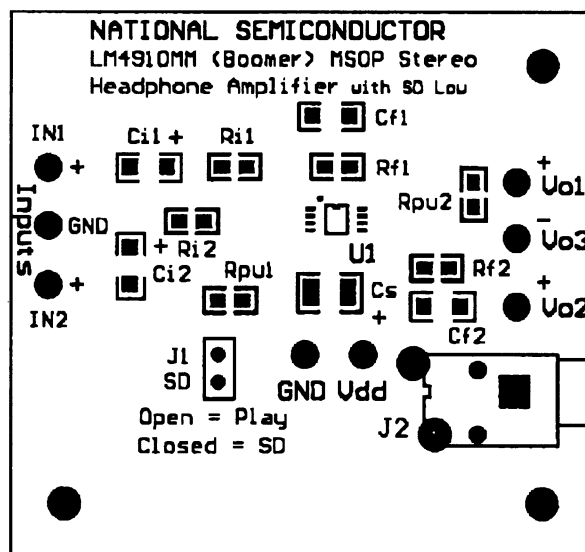 NATIONAL SEMICONDUCTOR
LM4910MM (Boomer) MSOP Stereo
Headphone Amplifier with SD Low
Cf1
IN1
Ci1 +
Ri1
+
Rf1
+
Vo1
Inputs
GND
Ri2
Rpu2
U1
-
Vo3
+
Ci2
Rpu1
Cs
+
Rf2
+
Vo2
+
IN2
Cf2
J1
SD
GND Vdd
Open = Play
Closed = SD
J2